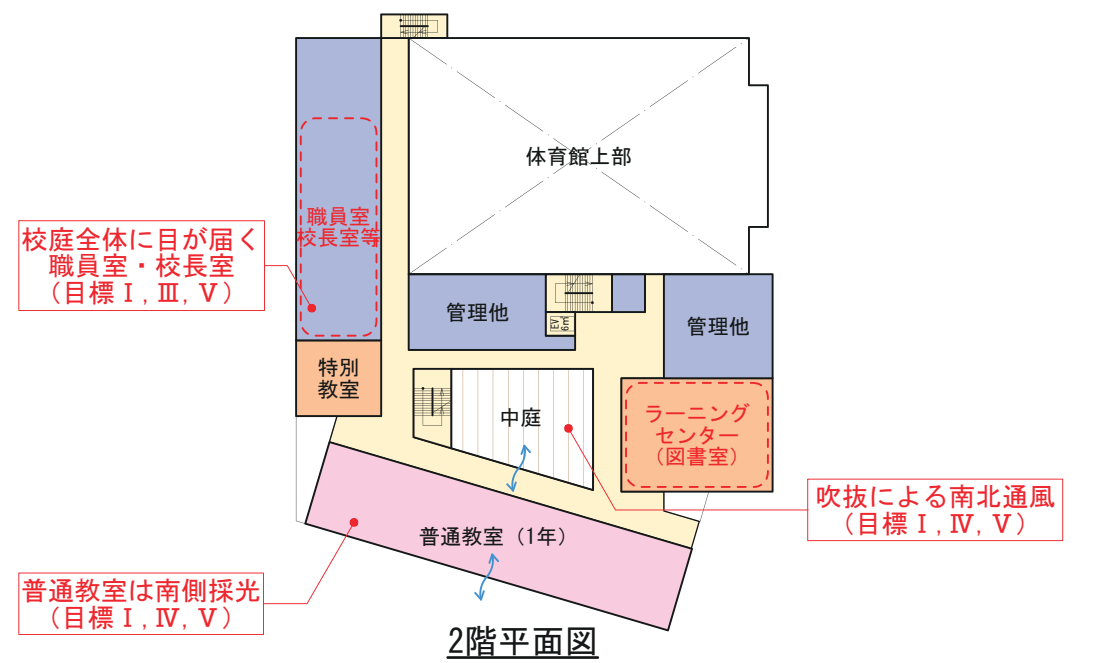 体育館上部
職員室
校長室等
校庭全体に目が届く
職員室・校長室
（目標Ⅰ,Ⅲ,Ⅴ）
管理他
EV
6㎡
管理他
特別
教室
中庭
ラーニング
センター
（図書室）
吹抜による南北通風
（目標Ⅰ,Ⅳ,Ⅴ）
普通教室（1年）
普通教室は南側採光
（目標Ⅰ,Ⅳ,Ⅴ）
2階平面図